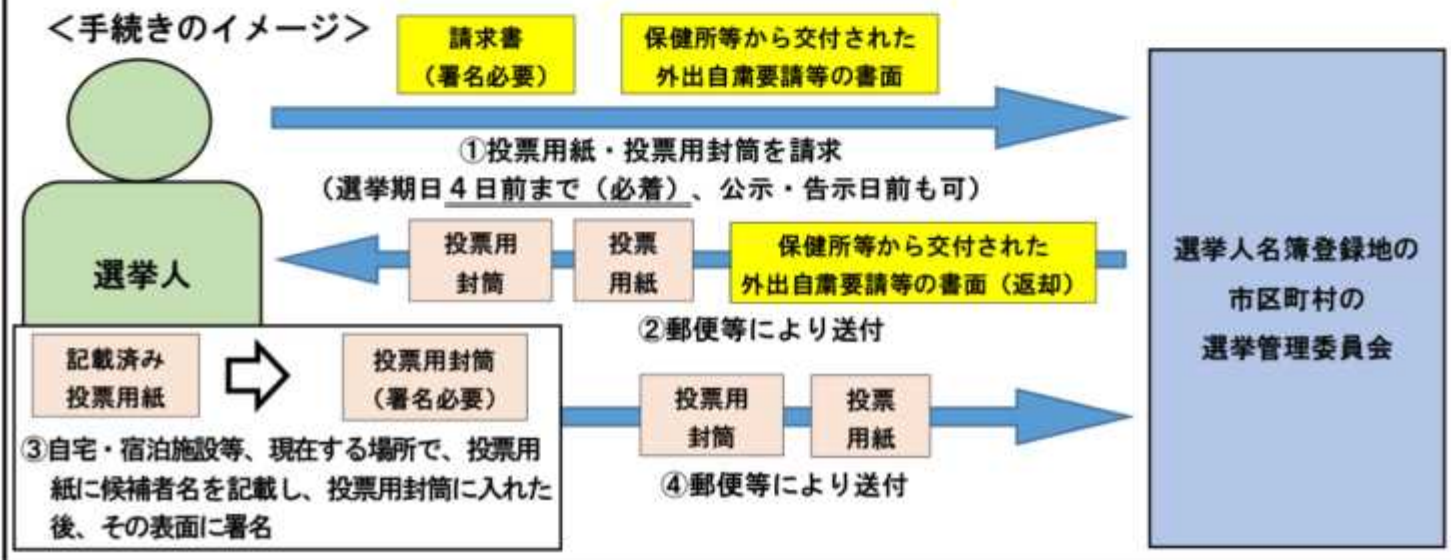 ＜手続きのイメージ＞
請求書
（署名必要）
保健所等から交付された
外出自粛要請等の書面
①投票用紙・投票用封筒を請求
（選挙期日４日前まで（必着）、公示・告示日前も可）
選挙人
投票用
封筒
投票
用紙
保健所等から交付された
外出自粛要請等の書面（返却）
②郵便等により送付
選挙人名簿登録地の
市区町村の
選挙管理委員会
記載済み
投票用紙
投票用封筒
（署名必要）
③自宅・宿泊施設等、現在する場所で、投票用
紙に候補者名を記載し、投票用封筒に入れた
後、その表面に署名
投票用
封筒
投票
用紙
④郵便等により送付